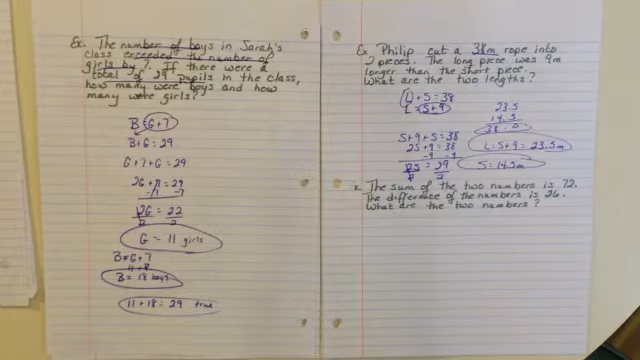 Ex. The number of boys in Sarah's
class exceeded the number of
girls by 7. If there were a
total of 29 pupils in the class,
how many were boys and how
many were girls?
B = G+7
B+G = 29
G+7+G = 29
2G+7 = 29
-7 -7
2G = 22
2 2
G = 11 girls
B = G+7
B = 18 boys
11 + 18 = 29 true
Ex. Philip cut a 38m rope into
2 pieces. The long piece was 9m
longer than the short piece.
What are the two lengths?
L + S = 38
L = S+9
S+9+S = 38
2S+9 = 38
-9 -9
2S = 29
2 2
23.5
14.5
38.0
L = S+9 = 23.5m
S = 14.5m
x. The sum of the two numbers is 72.
The difference of the numbers is 26.
What are the two numbers?